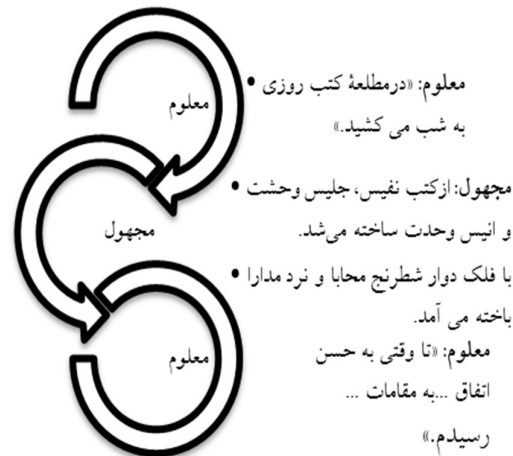 معلوم
معلوم: «درمطلعهٔ کتب روزی •
به شب می کشید.»
مجهول
مجهول: ازکتب نفیس، جلیس وحشت •
و انیس وحدت ساخته می‌شد.
با فلک دوار شطرنج محابا و نرد مدارا •
باخته می آمد.
معلوم
معلوم: «تا وقتی به حسن
اتفاق ...به مقامات ...
رسیدم.»